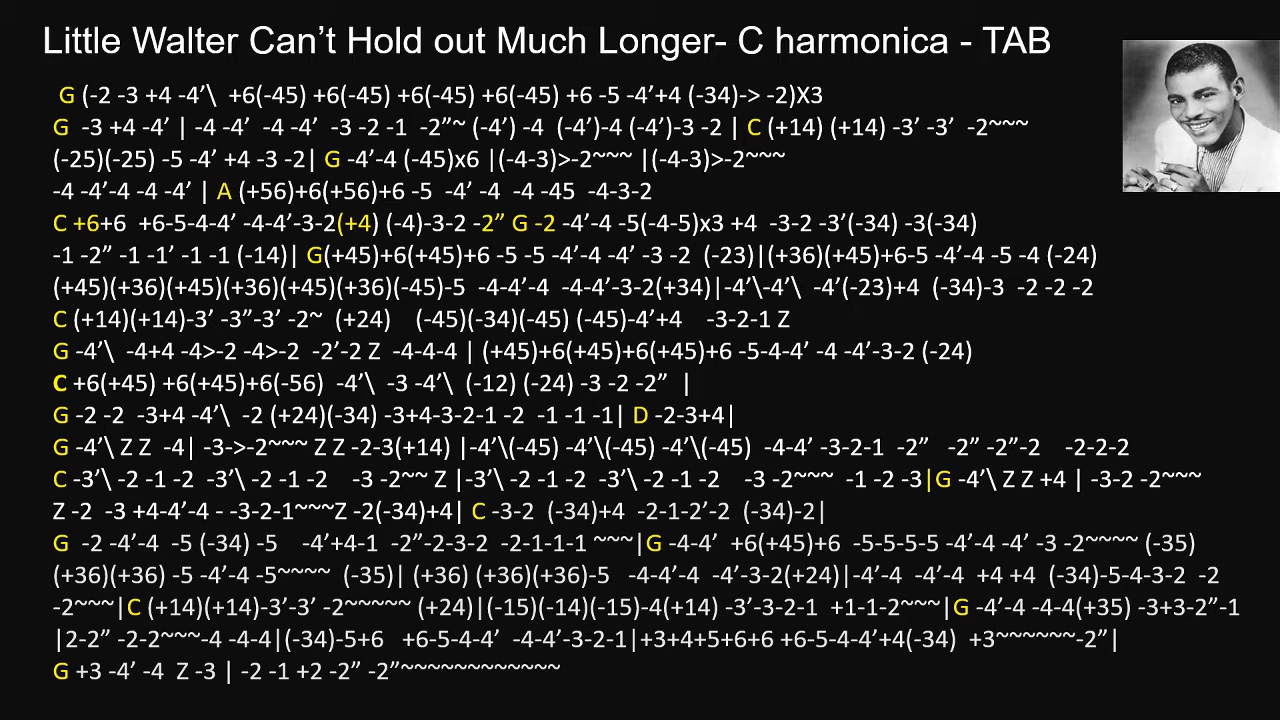 Little Walter Can’t Hold out Much Longer- C harmonica - TAB
G (-2 -3 +4 -4’\ +6(-45) +6(-45) +6(-45) +6(-45) +6 -5 -4’+4 (-34)-> -2)X3
G -3 +4 -4’ | -4 -4’ -4 -4’ -3 -2 -1 -2”~ (-4’) -4 (-4’)-4 (-4’)-3 -2 | C (+14) (+14) -3’ -3’ -2~~~
(-25)(-25) -5 -4’ +4 -3 -2| G -4’-4 (-45)x6 |(-4-3)>-2~~~ |(-4-3)>-2~~~
-4 -4’-4 -4 -4’ | A (+56)+6(+56)+6 -5 -4’ -4 -4 -45 -4-3-2
C +6+6 +6-5-4-4’ -4-4’-3-2(+4) (-4)-3-2 -2” G -2 -4’-4 -5(-4-5)x3 +4 -3-2 -3’(-34) -3(-34)
-1 -2” -1 -1’ -1 -1 (-14)| G(+45)+6(+45)+6 -5 -5 -4’-4 -4’ -3 -2 (-23)|(+36)(+45)+6-5 -4’-4 -5 -4 (-24)
(+45)(+36)(+45)(+36)(+45)(+36)(-45)-5 -4-4’-4 -4-4’-3-2(+34)|-4’\-4’\ -4’(-23)+4 (-34)-3 -2 -2 -2
C (+14)(+14)-3’ -3”-3’ -2~ (+24) (-45)(-34)(-45) (-45)-4’+4 -3-2-1 Z
G -4’\ -4+4 -4>-2 -4>-2 -2’-2 Z -4-4-4 | (+45)+6(+45)+6(+45)+6 -5-4-4’ -4 -4’-3-2 (-24)
C +6(+45) +6(+45)+6(-56) -4’\ -3 -4’\ (-12) (-24) -3 -2 -2” |
G -2 -2 -3+4 -4’\ -2 (+24)(-34) -3+4-3-2-1 -2 -1 -1 -1| D -2-3+4|
G -4’\ Z Z -4| -3->-2~~~ Z Z -2-3(+14) |-4’\(-45) -4’\(-45) -4’\(-45) -4-4’ -3-2-1 -2” -2” -2”-2 -2-2-2
C -3’\ -2 -1 -2 -3’\ -2 -1 -2 -3 -2~~ Z |-3’\ -2 -1 -2 -3’\ -2 -1 -2 -3 -2~~~ -1 -2 -3|G -4’\ Z Z +4 | -3-2 -2~~~
Z -2 -3 +4-4’-4 - -3-2-1~~~Z -2(-34)+4| C -3-2 (-34)+4 -2-1-2’-2 (-34)-2|
G -2 -4’-4 -5 (-34) -5 -4’+4-1 -2”-2-3-2 -2-1-1-1 ~~~|G -4-4’ +6(+45)+6 -5-5-5-5 -4’-4 -4’ -3 -2~~~~ (-35)
(+36)(+36) -5 -4’-4 -5~~~~ (-35)| (+36) (+36)(+36)-5 -4-4’-4 -4’-3-2(+24)|-4’-4 -4’-4 +4 +4 (-34)-5-4-3-2 -2
-2~~~|C (+14)(+14)-3’-3’ -2~~~~~ (+24)|(-15)(-14)(-15)-4(+14) -3’-3-2-1 +1-1-2~~~|G -4’-4 -4-4(+35) -3+3-2”-1
|2-2” -2-2~~~-4 -4-4|(-34)-5+6 +6-5-4-4’ -4-4’-3-2-1|+3+4+5+6+6 +6-5-4-4’+4(-34) +3~~~~~~-2”|
G +3 -4’ -4 Z -3 | -2 -1 +2 -2” -2”~~~~~~~~~~~~